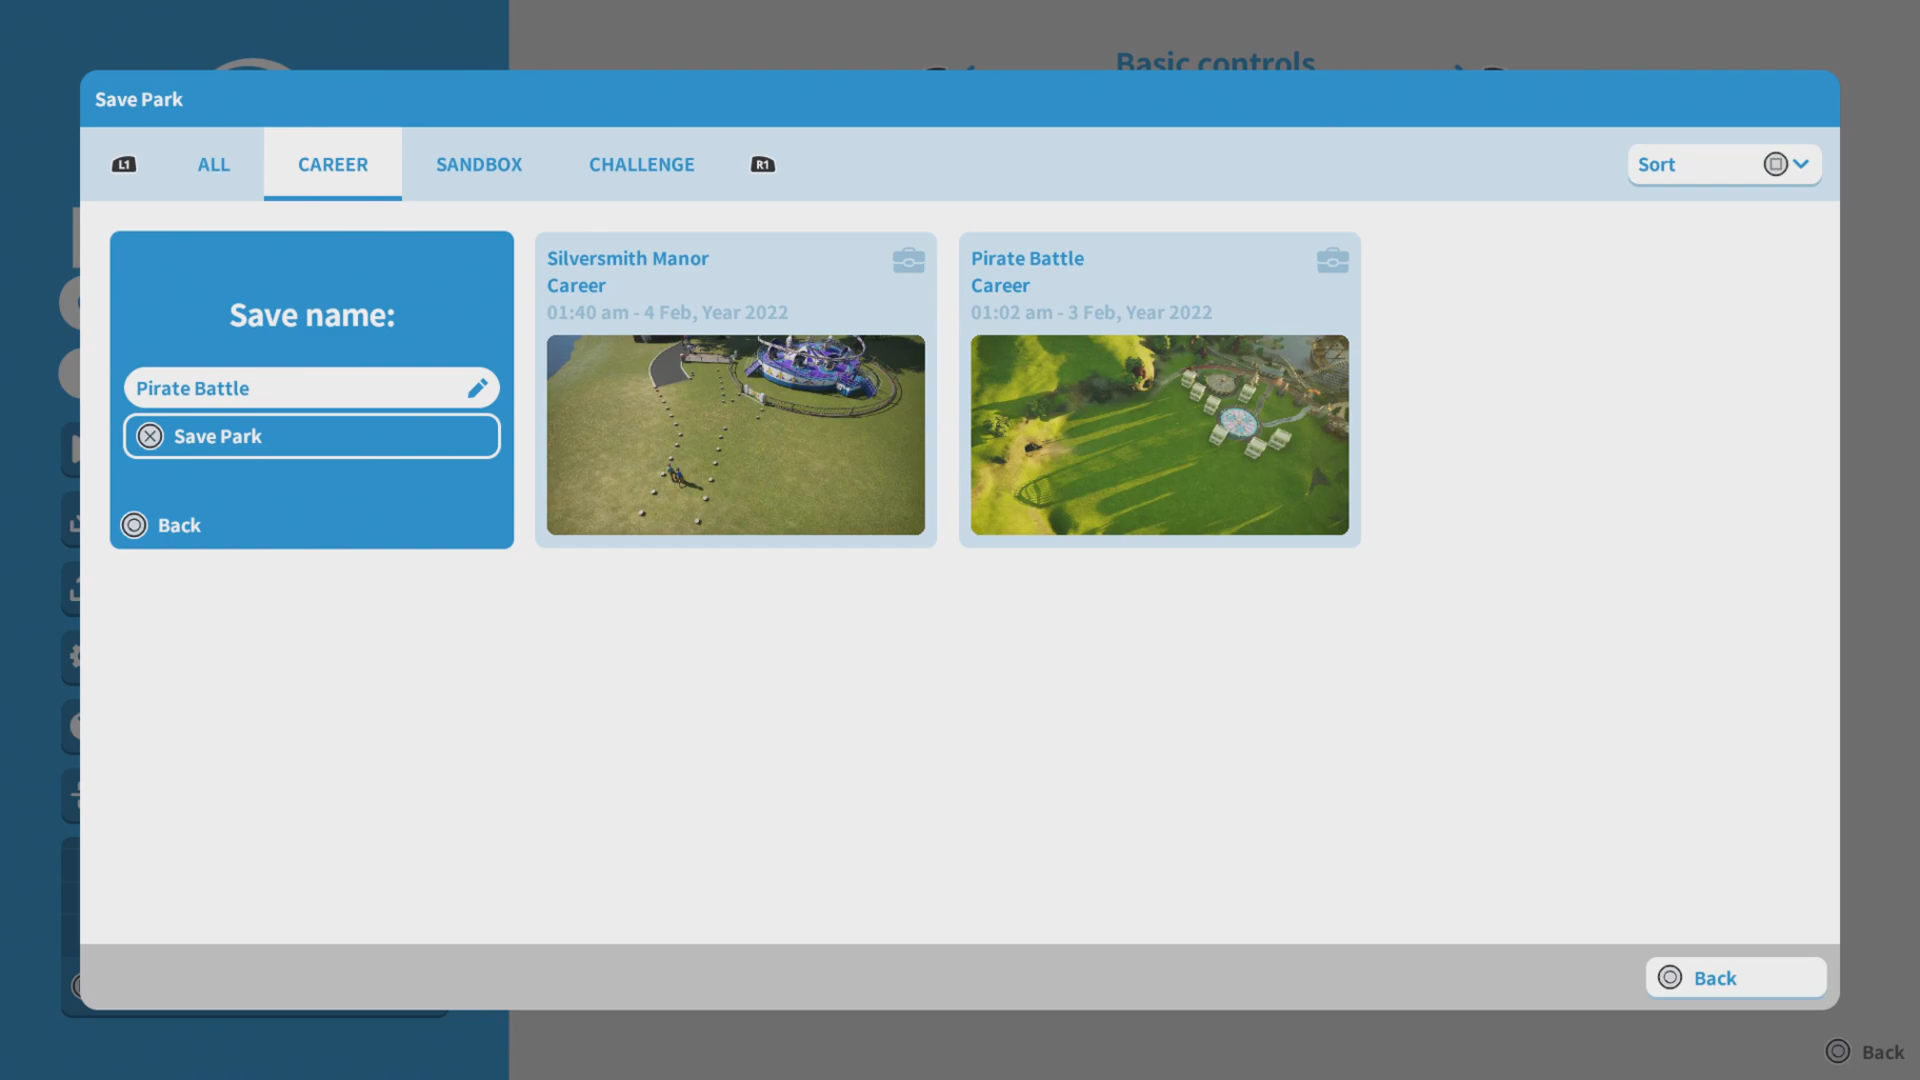 Basic controls
Save Park
L1
ALL
CAREER
SANDBOX
CHALLENGE
R1
Sort
Save name:
Pirate Battle
Save Park
Back
Silversmith Manor
Career
01:40 am - 4 Feb, Year 2022
Pirate Battle
Career
01:02 am - 3 Feb, Year 2022
Back
Back